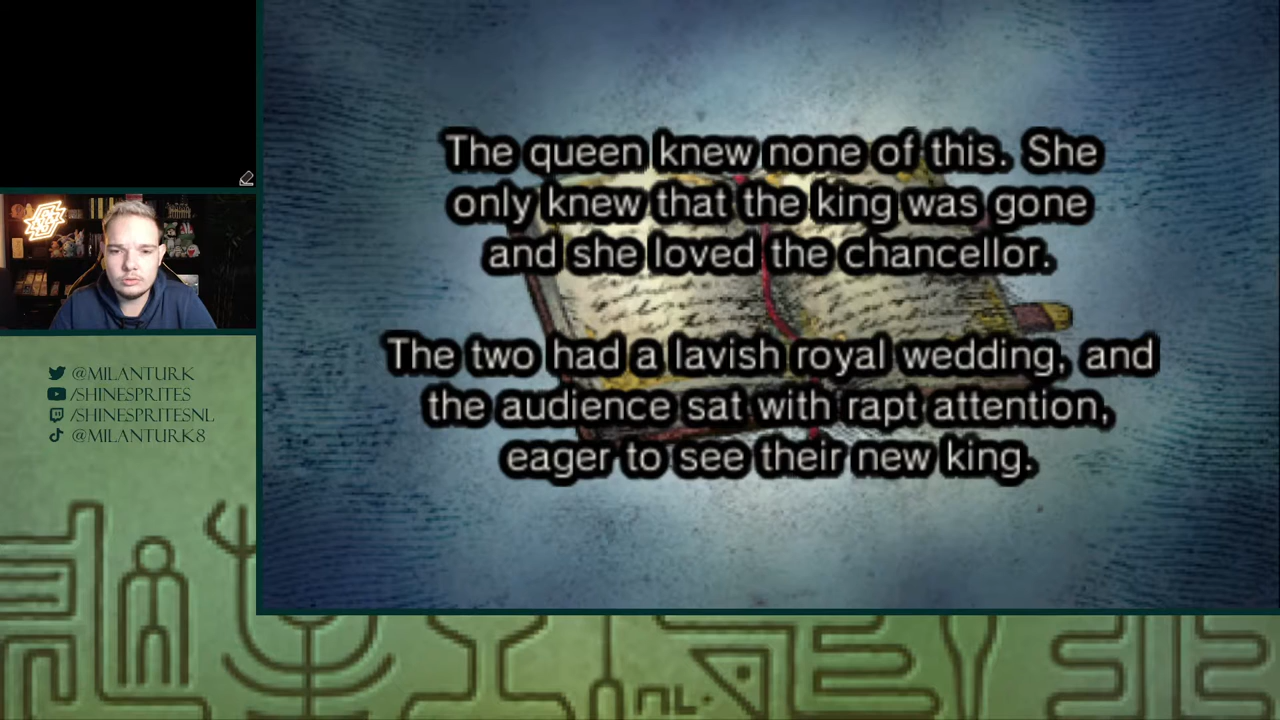 The queen knew none of this. She
only knew that the king was gone
and she loved the chancellor.
The two had a lavish royal wedding, and
the audience sat with rapt attention,
eager to see their new king.
@MILANTURK
/SHINESPRITES
/SHINESPRITESNL
@MILANTURK8